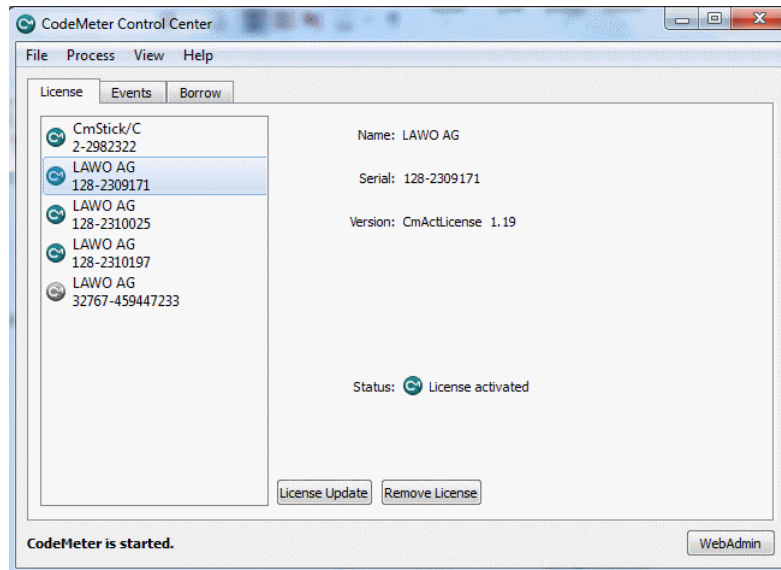 CodeMeter Control Center
File Process View Help
License Events Borrow
CmStick/C
2-2982322
LAWO AG
128-2309171
LAWO AG
128-2310025
LAWO AG
128-2310197
LAWO AG
32767-459447233
Name: LAWO AG
Serial: 128-2309171
Version: CmActLicense 1.19
Status: License activated
License Update Remove License
CodeMeter is started.
WebAdmin